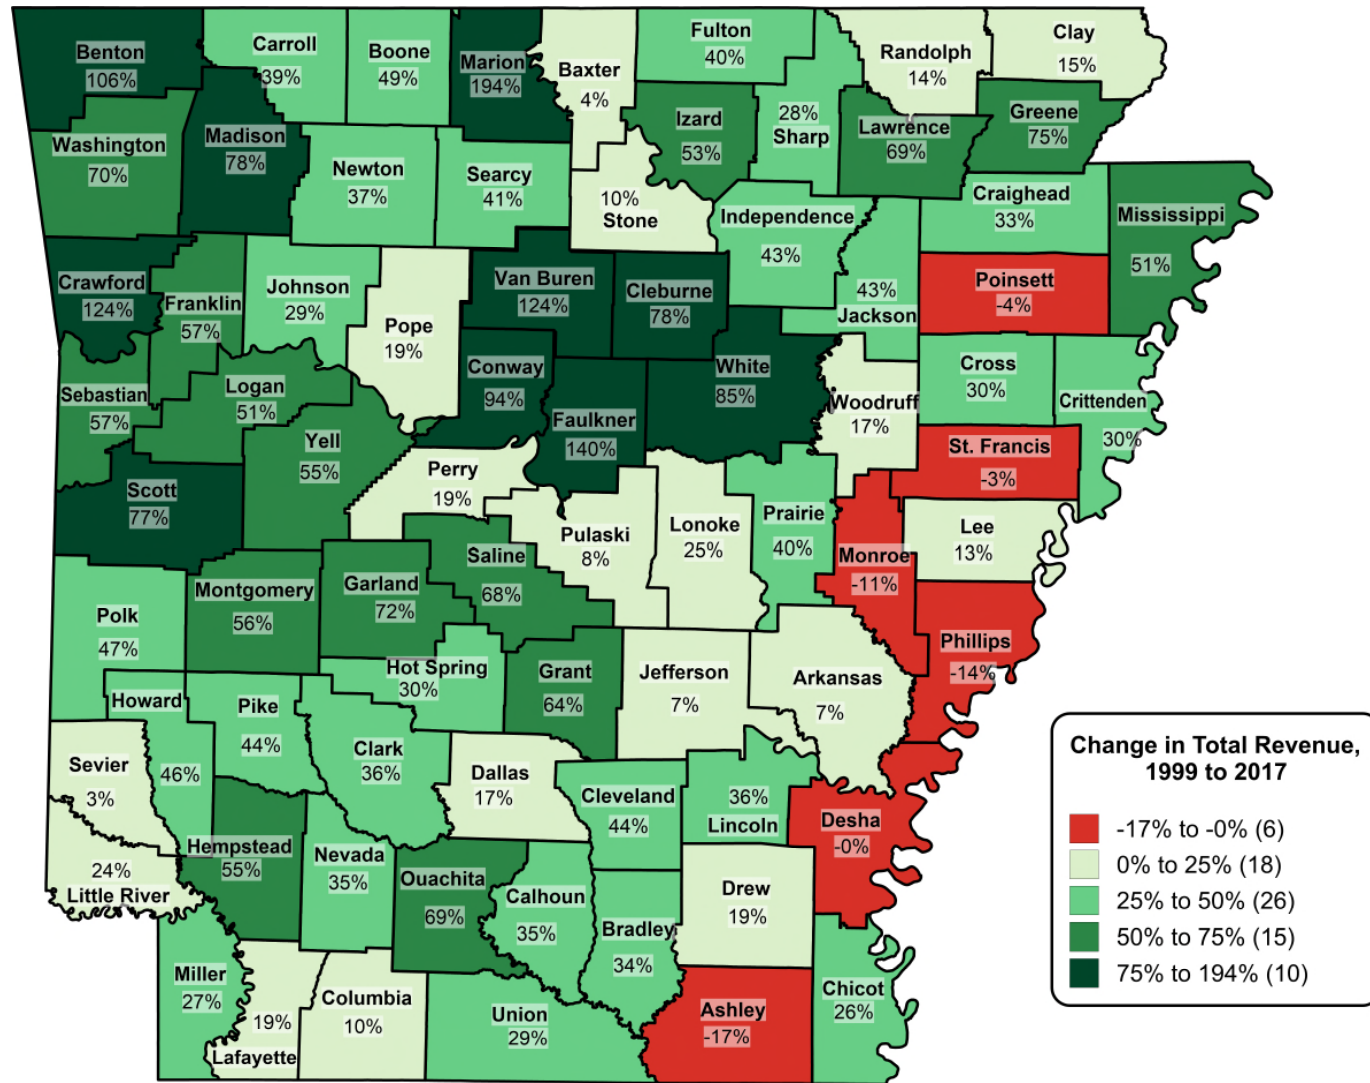 Benton
106%
Carroll
39%
Boone
49%
Marion
194%
Baxter
4%
Fulton
40%
Randolph
14%
Clay
15%
Washington
70%
Madison
78%
Newton
37%
Searcy
41%
10%
Stone
Izard
53%
28%
Sharp
Lawrence
69%
Greene
75%
Independence
43%
Craighead
33%
Mississippi
51%
Crawford
124%
Franklin
57%
Johnson
29%
Pope
19%
Van Buren
124%
Cleburne
78%
43%
Jackson
Poinsett
-4%
Sebastian
57%
Logan
51%
Conway
94%
Faulkner
140%
White
85%
Woodruff
17%
Cross
30%
Crittenden
30%
Scott
77%
Yell
55%
Perry
19%
Pulaski
8%
Lonoke
25%
Prairie
40%
St. Francis
-3%
Monroe
-11%
Lee
13%
Polk
47%
Montgomery
56%
Garland
72%
Saline
68%
Hot Spring
30%
Grant
64%
Jefferson
7%
Arkansas
7%
Phillips
-14%
Howard
46%
Pike
44%
Clark
36%
Sevier
3%
Dallas
17%
Cleveland
44%
36%
Lincoln
Desha
-0%
24%
Little River
Hempstead
55%
Nevada
35%
Ouachita
69%
Calhoun
35%
Bradley
34%
Drew
19%
Miller
27%
19%
Lafayette
Columbia
10%
Union
29%
Ashley
-17%
Chicot
26%
Change in Total Revenue,
1999 to 2017
-17% to -0% (6)
0% to 25% (18)
25% to 50% (26)
50% to 75% (15)
75% to 194% (10)